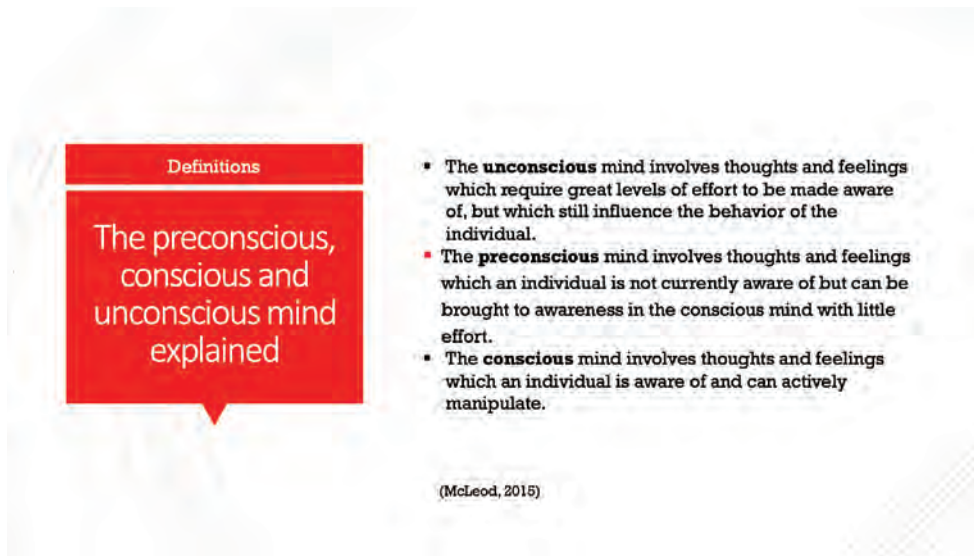 Definitions
The preconscious,
conscious and
unconscious mind
explained
▪ The unconscious mind involves thoughts and feelings
which require great levels of effort to be made aware
of, but which still influence the behavior of the
individual.
▪ The preconscious mind involves thoughts and feelings
which an individual is not currently aware of but can be
brought to awareness in the conscious mind with little
effort.
▪ The conscious mind involves thoughts and feelings
which an individual is aware of and can actively
manipulate.
(McLeod, 2015)